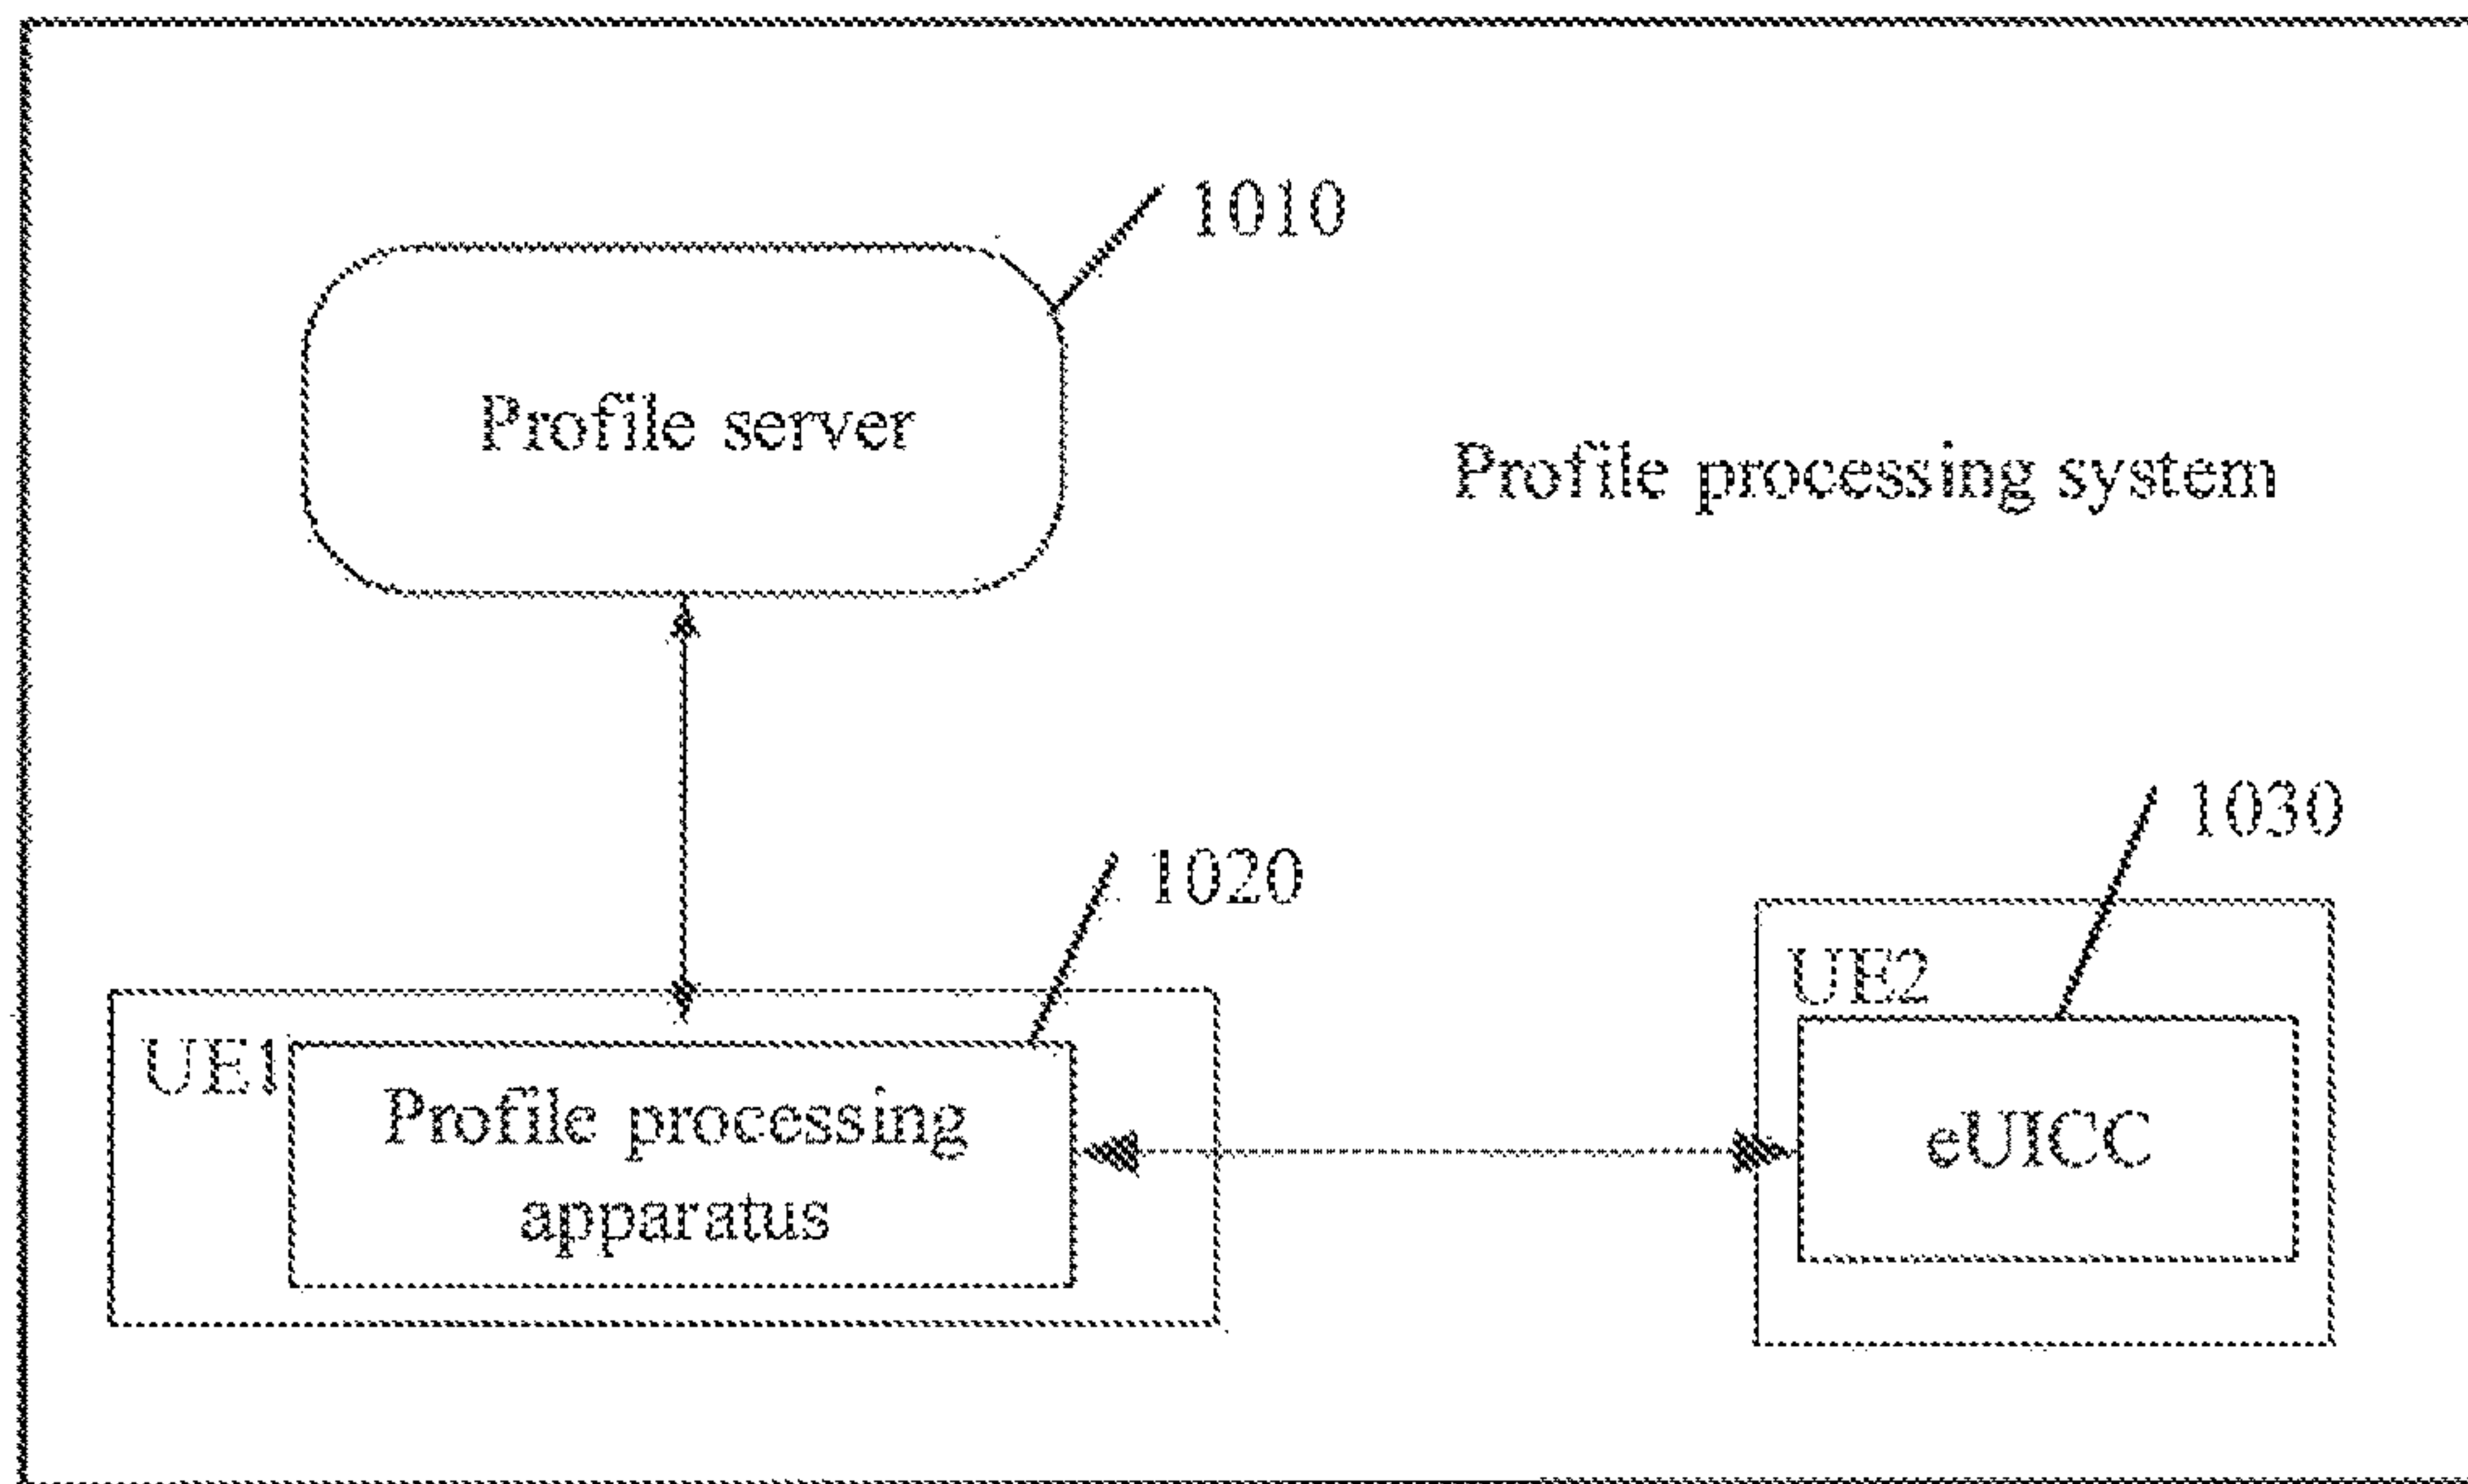 1010
Profile server
Profile processing system
1030
1020
UE2
UE1
Profile processing
apparatus
eUICC